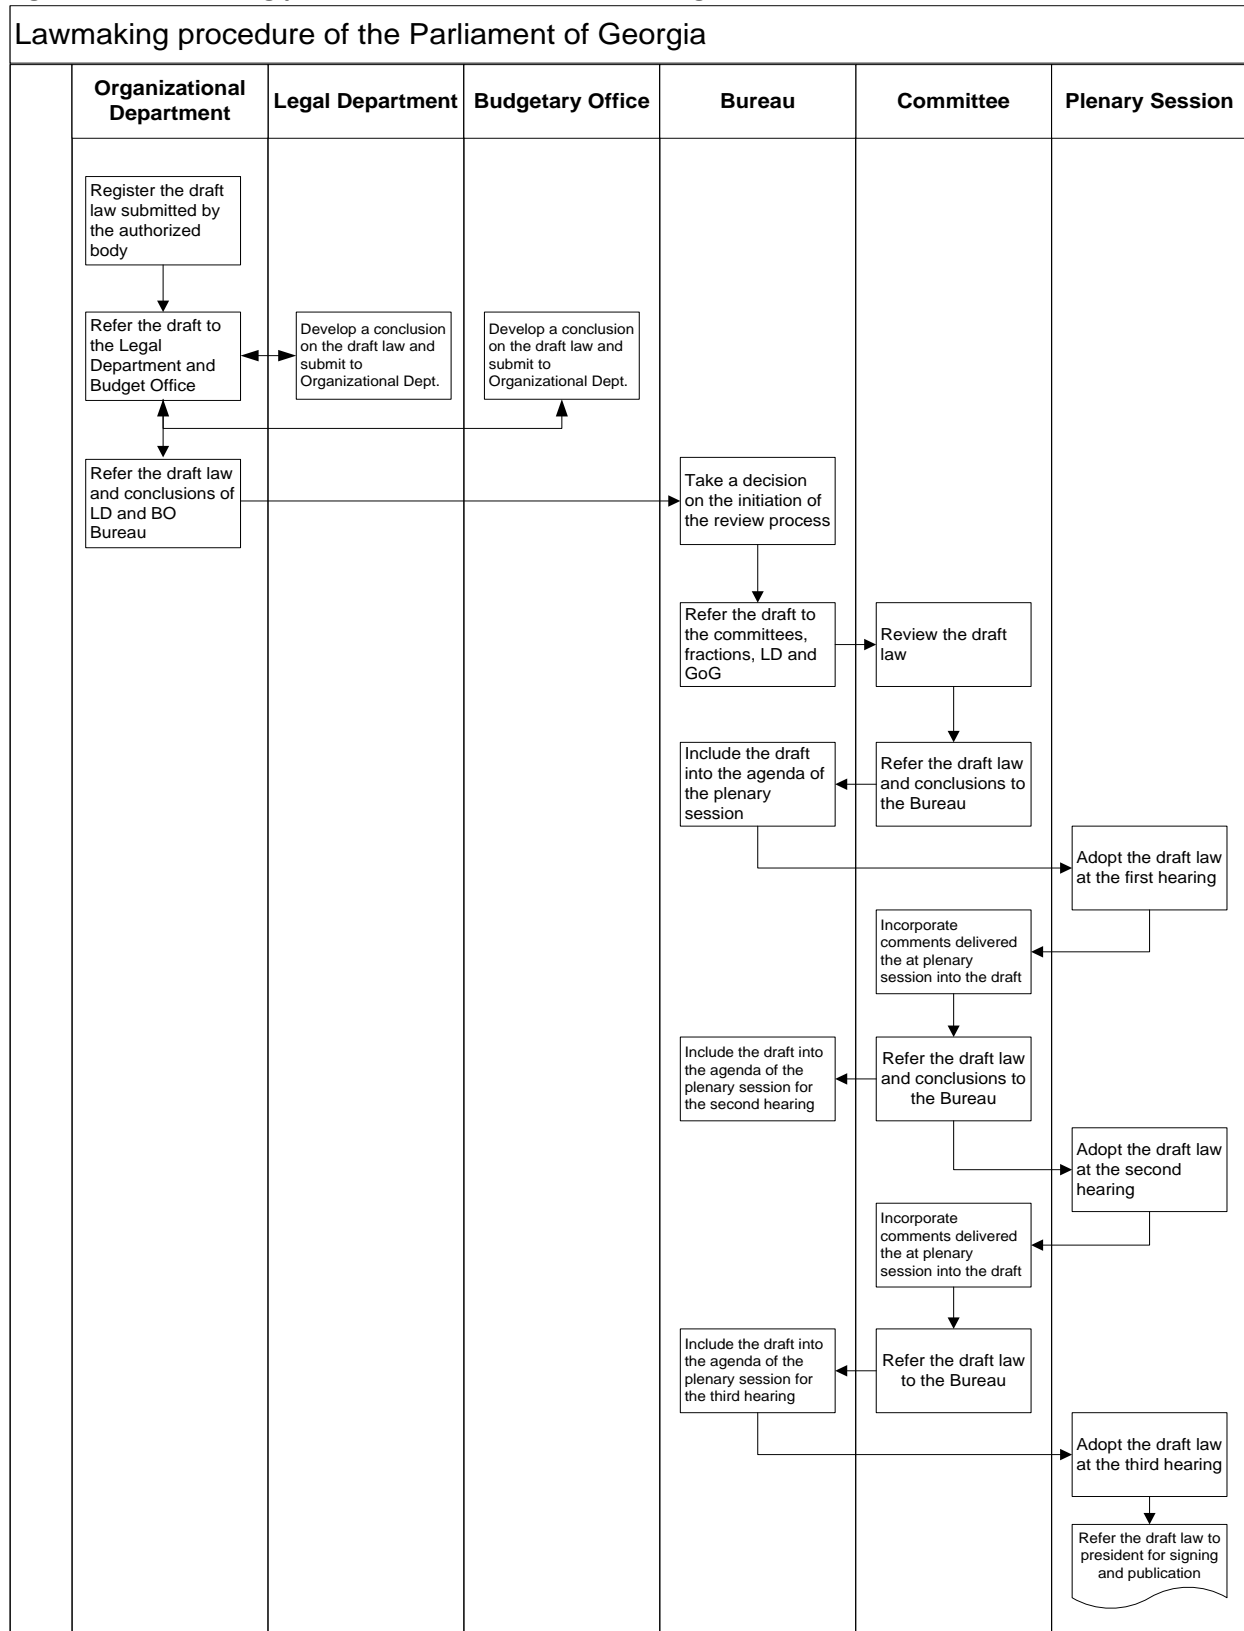 Lawmaking procedure of the Parliament of Georgia
Organizational
Department
Legal Department
Budgetary Office
Bureau
Committee
Plenary Session
Register the draft
law submitted by
the authorized
body
Refer the draft to
the Legal
Department and
Budget Office
Develop a conclusion
on the draft law and
submit to
Organizational Dept.
Develop a conclusion
on the draft law and
submit to
Organizational Dept.
Refer the draft law
and conclusions of
LD and BO
Bureau
Take a decision
on the initiation of
the review process
Refer the draft to
the committees,
fractions, LD and
GoG
Review the draft
law
Include the draft
into the agenda of
the plenary
session
Refer the draft law
and conclusions to
the Bureau
Adopt the draft law
at the first hearing
Incorporate
comments delivered
the at plenary
session into the draft
Include the draft into
the agenda of the
plenary session for
the second hearing
Refer the draft law
and conclusions to
the Bureau
Adopt the draft law
at the second
hearing
Incorporate
comments delivered
the at plenary
session into the draft
Include the draft into
the agenda of the
plenary session for
the third hearing
Refer the draft law
to the Bureau
Adopt the draft law
at the third hearing
Refer the draft law to
president for signing
and publication